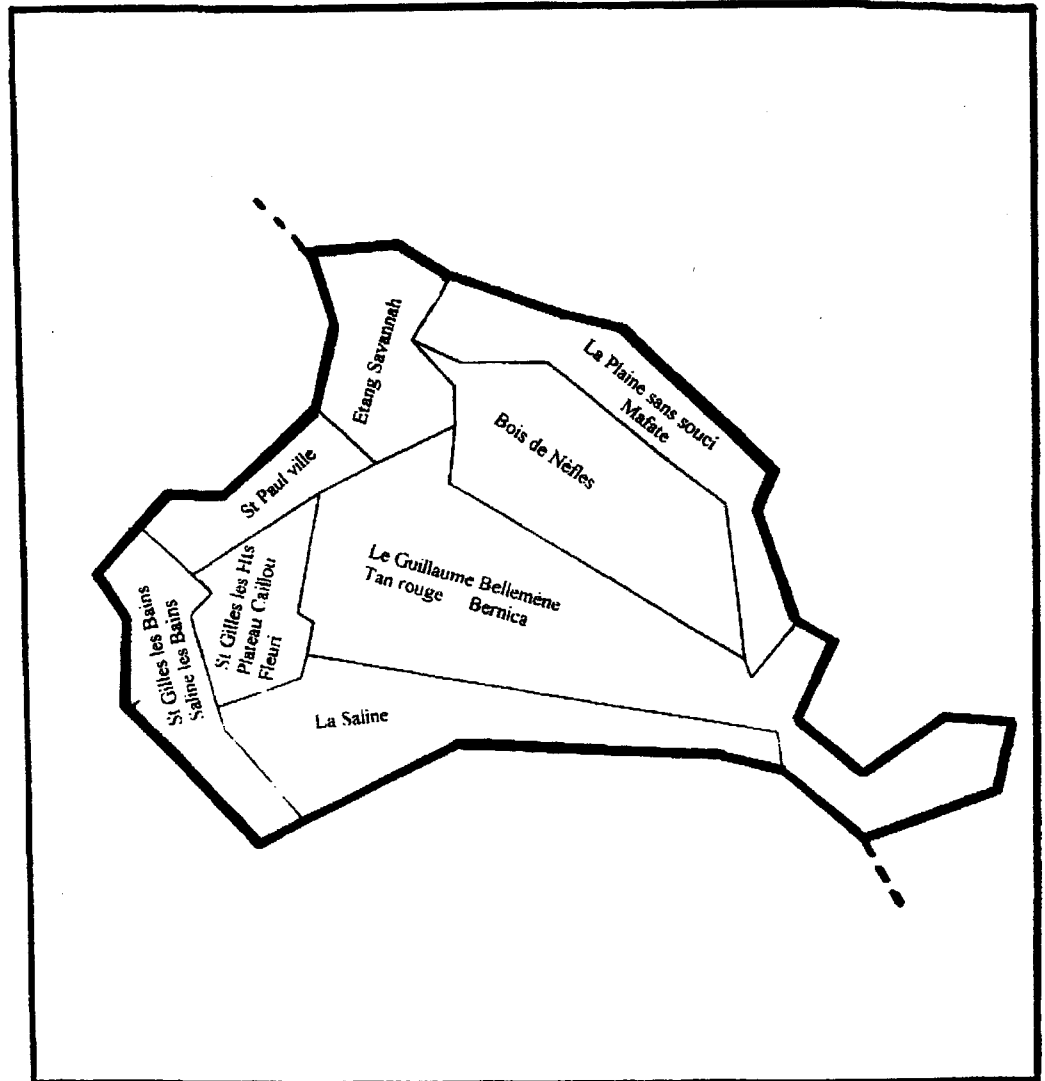 Etang Savannah
La Plaine sans souci
Mafate
Bois de Nèfles
St Paul ville
Le Guillaume Bellemène
Tan rouge Bernica
St Gilles les Hts
Plateau Caillou
Fleuri
St Gilles les Bains
Saline les Bains
La Saline